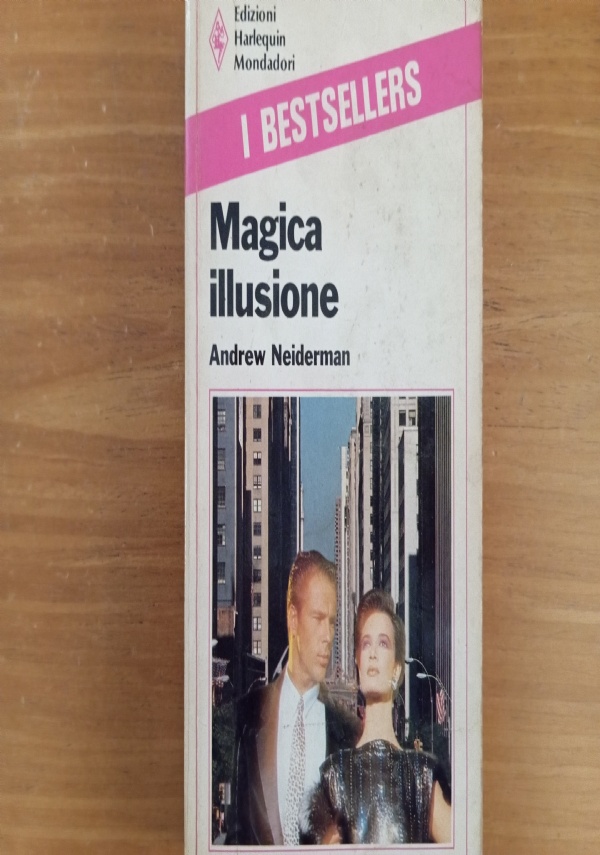 Edizioni
Harlequin
Mondadori
I BESTSELLERS
Magica
illusione
Andrew Neiderman